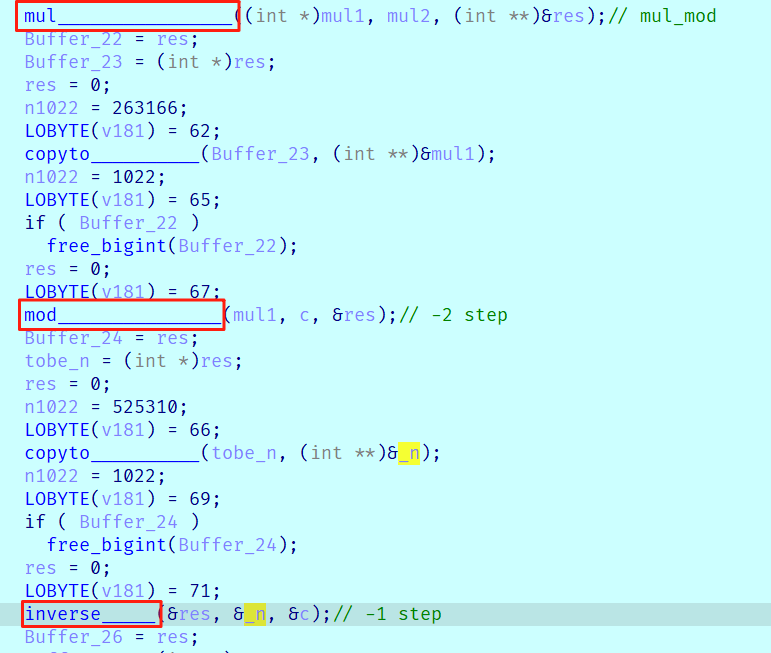 mul_______________((int *)mul1, mul2, (int **)&res);// mul_mod
Buffer_22 = res;
Buffer_23 = (int *)res;
res = 0;
n1022 = 263166;
LOBYTE(v181) = 62;
copyto__________(Buffer_23, (int **)&mul1);
n1022 = 1022;
LOBYTE(v181) = 65;
if ( Buffer_22 )
  free_bigint(Buffer_22);
res = 0;
LOBYTE(v181) = 67;
mod______________(mul1, c, &res);// -2 step
Buffer_24 = res;
tobe_n = (int *)res;
res = 0;
n1022 = 525310;
LOBYTE(v181) = 66;
copyto__________(tobe_n, (int **)&_n);
n1022 = 1022;
LOBYTE(v181) = 69;
if ( Buffer_24 )
  free_bigint(Buffer_24);
res = 0;
LOBYTE(v181) = 71;
inverse_____(&res, &_n, &c);// -1 step
Buffer_26 = res;